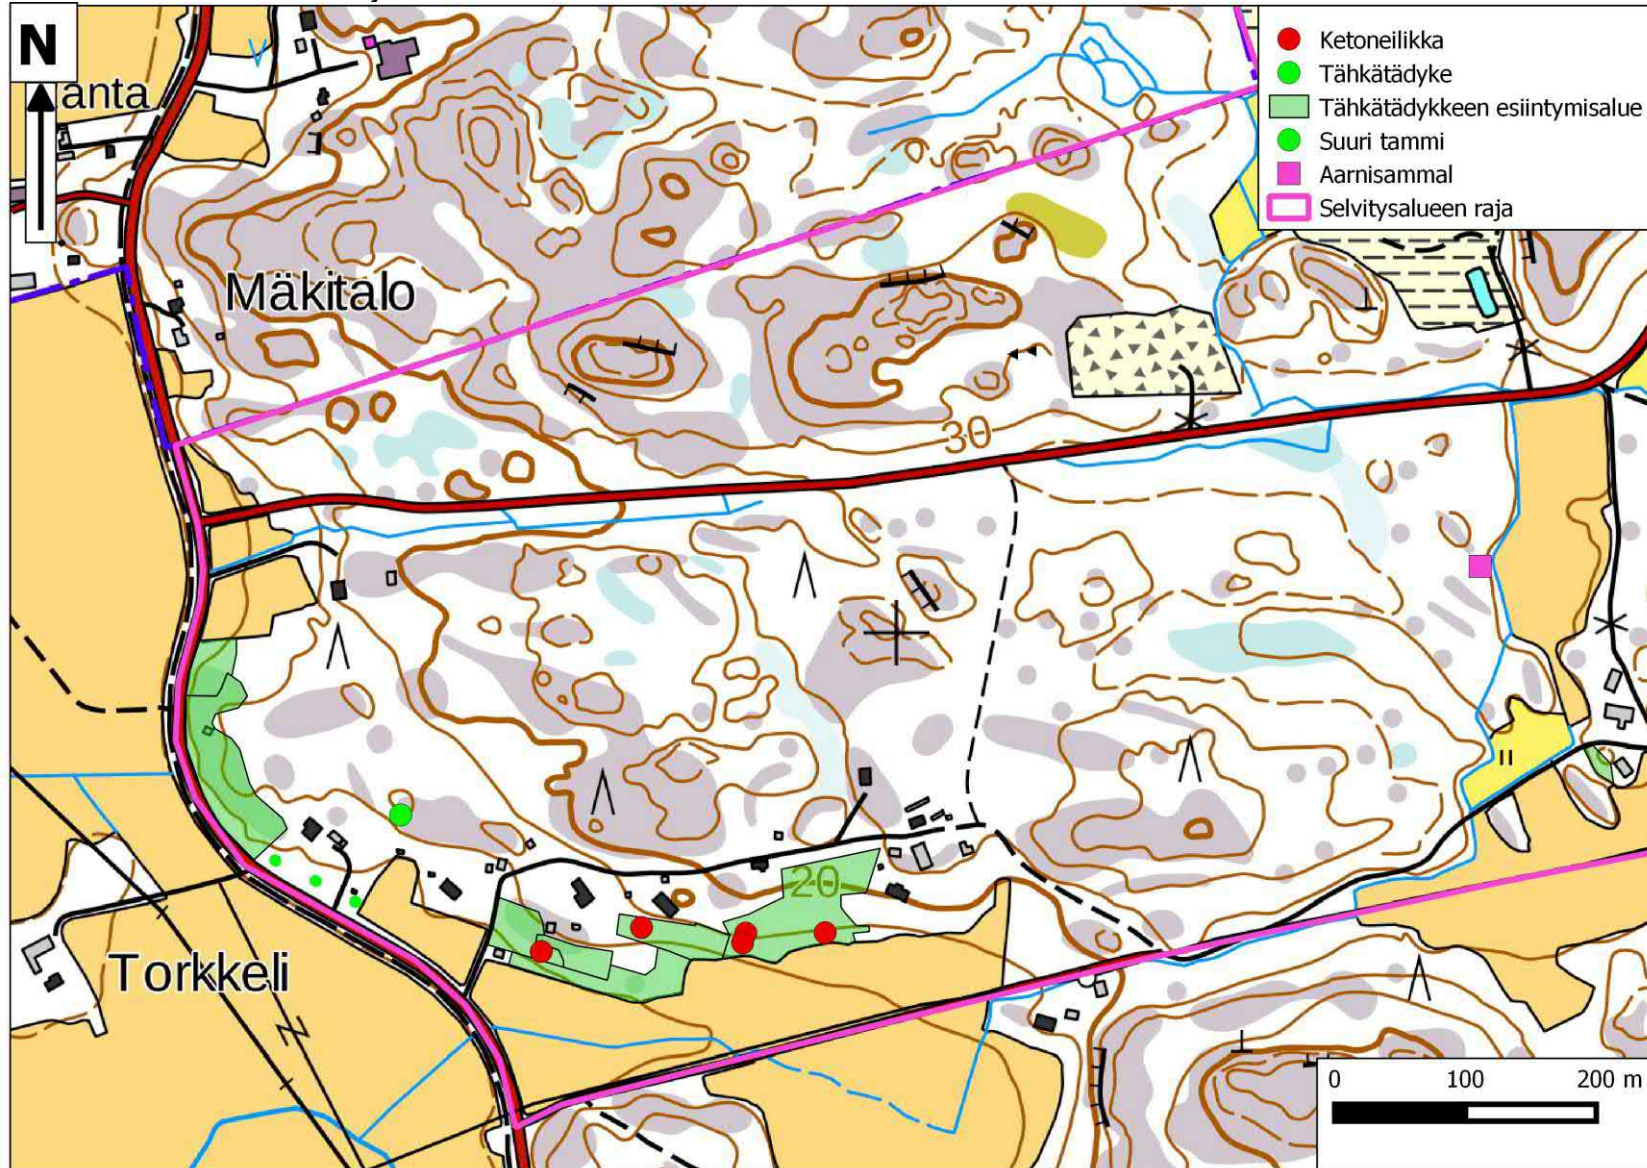 N
anta
Mäkitalo
30
20
Torkkeli
Ketoneilikka
Tähkätädyke
Tähkätädykkeen esiintymisalue
Suuri tammi
Aarnisammal
Selvitysalueen raja
0 100 200 m